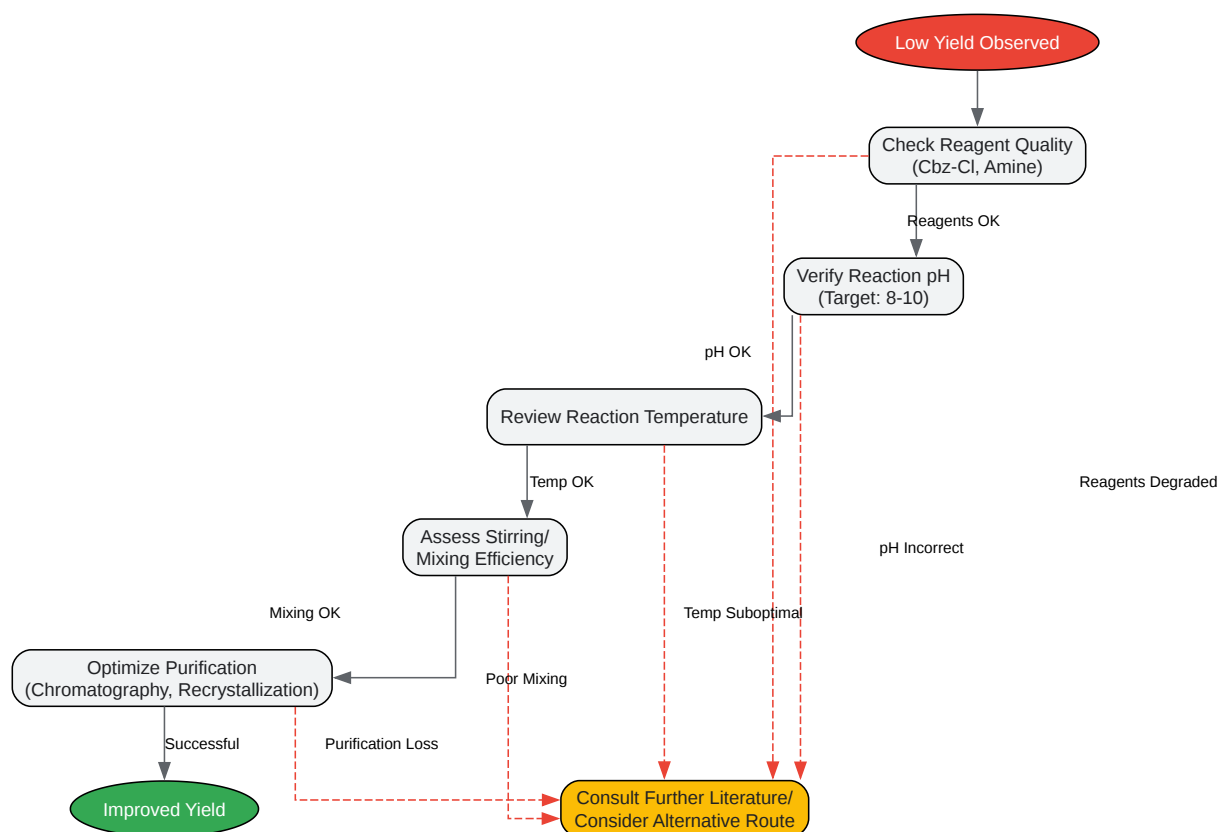 Low Yield Observed
Check Reagent Quality
(Cbz-Cl, Amine)
Reagents OK
Verify Reaction pH
(Target: 8-10)
pH OK
Review Reaction Temperature
Temp OK
Reagents Degraded
Assess Stirring/
Mixing Efficiency
pH Incorrect
Mixing OK
Temp Suboptimal
Optimize Purification
(Chromatography, Recrystallization)
Poor Mixing
Successful
Purification Loss
Improved Yield
Consult Further Literature/
Consider Alternative Route